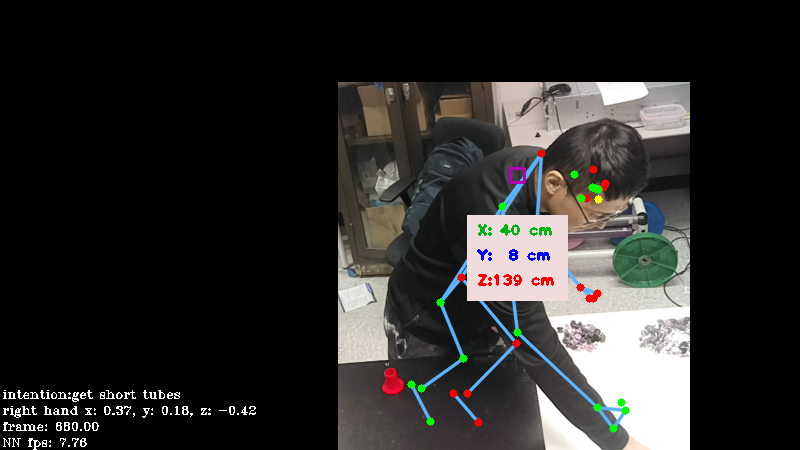 X: 40 cm
Y: 8 cm
Z:139 cm
intention:get short tubes
right hand x: 0.37, y: 0.18, z: −0.42
frame: 680.00
NN fps: 7.76